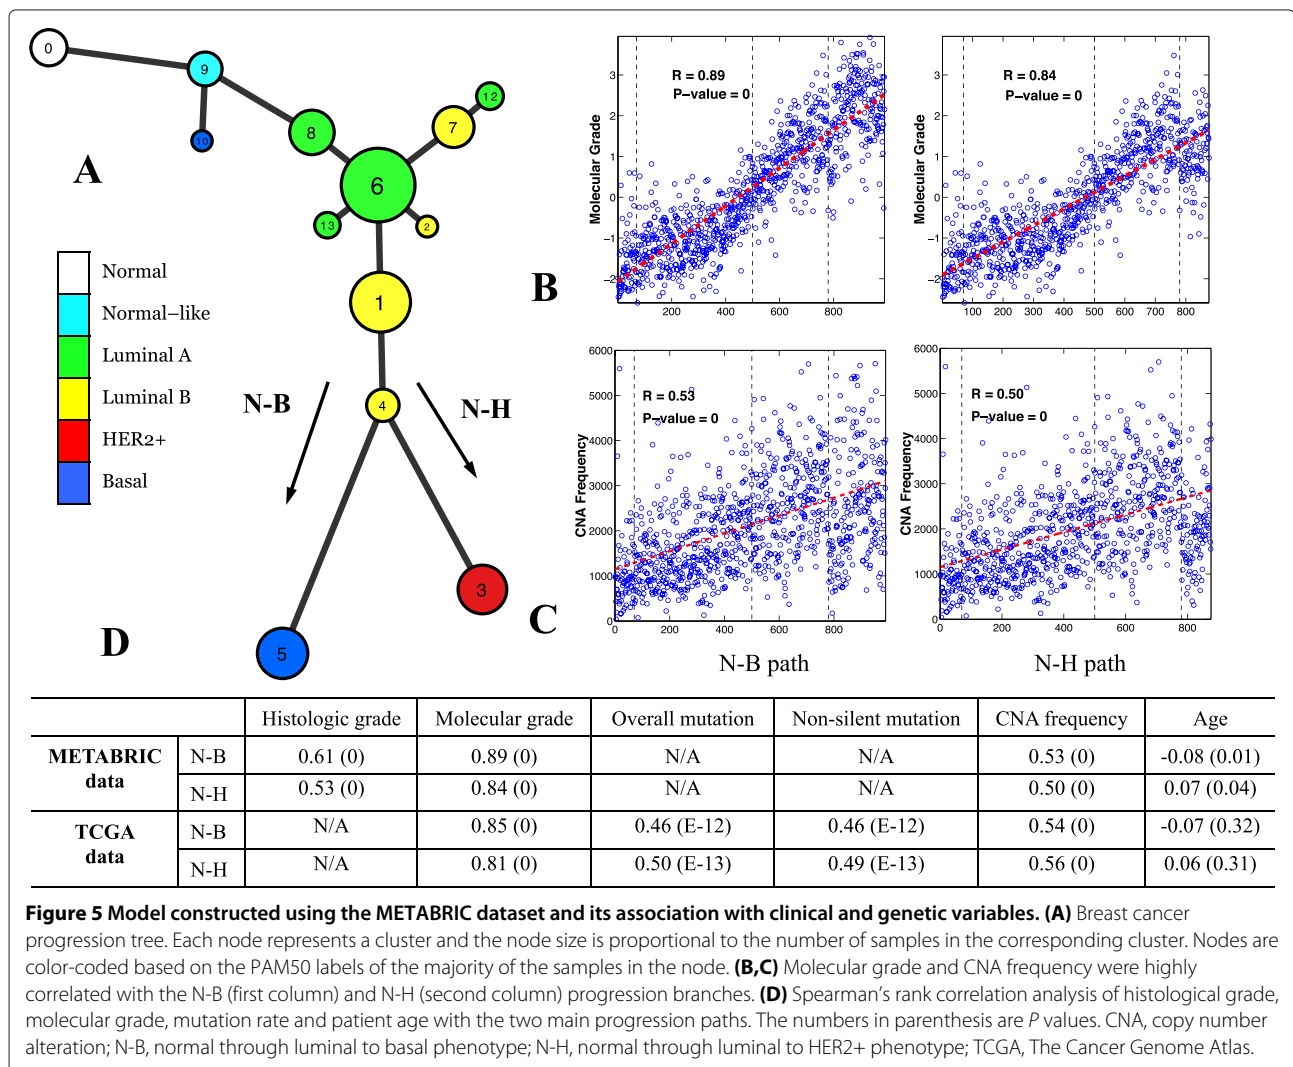 0
9
10
8
12
7
6
13
2
1
4
3
5
A
Normal
Normal–like
Luminal A
Luminal B
HER2+
Basal
N-B
N-H
D
B
Molecular Grade
3
2
1
0
−1
−2
R = 0.89
P–value = 0
200 400 600 800
Molecular Grade
3
2
1
0
−1
−2
R = 0.84
P–value = 0
100 200 300 400 500 600 700 800
C
CNA Frequency
6000
5000
4000
3000
2000
1000
0
R = 0.53
P–value = 0
0 200 400 600 800
N-B path
CNA Frequency
6000
5000
4000
3000
2000
1000
0
R = 0.50
P–value = 0
0 200 400 600 800
N-H path
Histologic grade Molecular grade Overall mutation Non-silent mutation CNA frequency Age
METABRIC data N-B 0.61 (0) 0.89 (0) N/A N/A 0.53 (0) -0.08 (0.01)
N-H 0.53 (0) 0.84 (0) N/A N/A 0.50 (0) 0.07 (0.04)
TCGA data N-B N/A 0.85 (0) 0.46 (E-12) 0.46 (E-12) 0.54 (0) -0.07 (0.32)
N-H N/A 0.81 (0) 0.50 (E-13) 0.49 (E-13) 0.56 (0) 0.06 (0.31)
Figure 5 Model constructed using the METABRIC dataset and its association with clinical and genetic variables. (A) Breast cancer
progression tree. Each node represents a cluster and the node size is proportional to the number of samples in the corresponding cluster. Nodes are
color-coded based on the PAM50 labels of the majority of the samples in the node. (B,C) Molecular grade and CNA frequency were highly
correlated with the N-B (first column) and N-H (second column) progression branches. (D) Spearman's rank correlation analysis of histological grade,
molecular grade, mutation rate and patient age with the two main progression paths. The numbers in parenthesis are P values. CNA, copy number
alteration; N-B, normal through luminal to basal phenotype; N-H, normal through luminal to HER2+ phenotype; TCGA, The Cancer Genome Atlas.